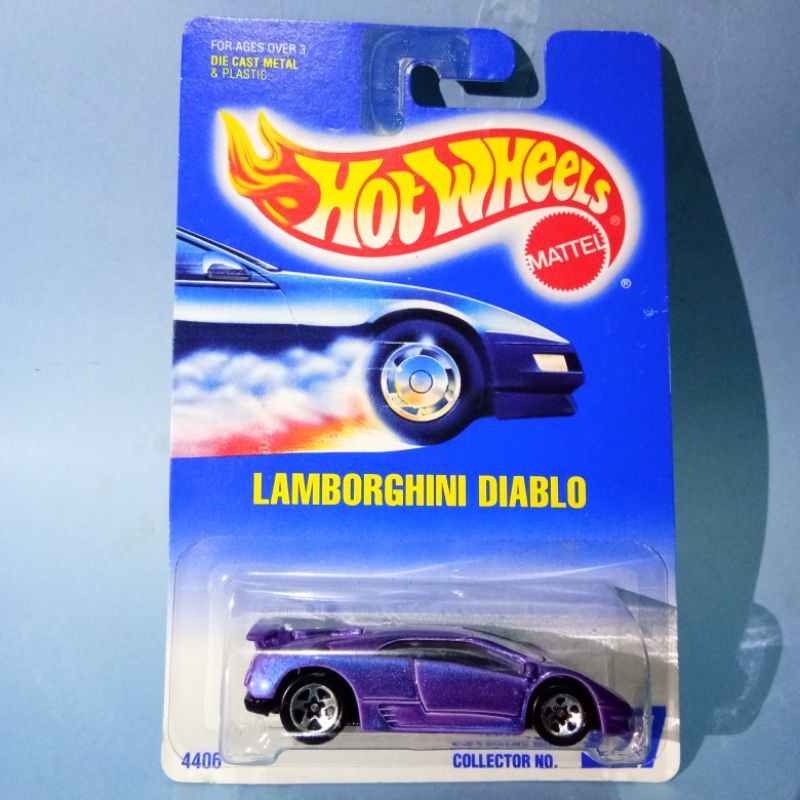 FOR AGES OVER 3
DIE CAST METAL
& PLASTIC.
HOT WHEELS®
MATTEL
®
LAMBORGHINI DIABLO
4406
COLLECTOR NO.